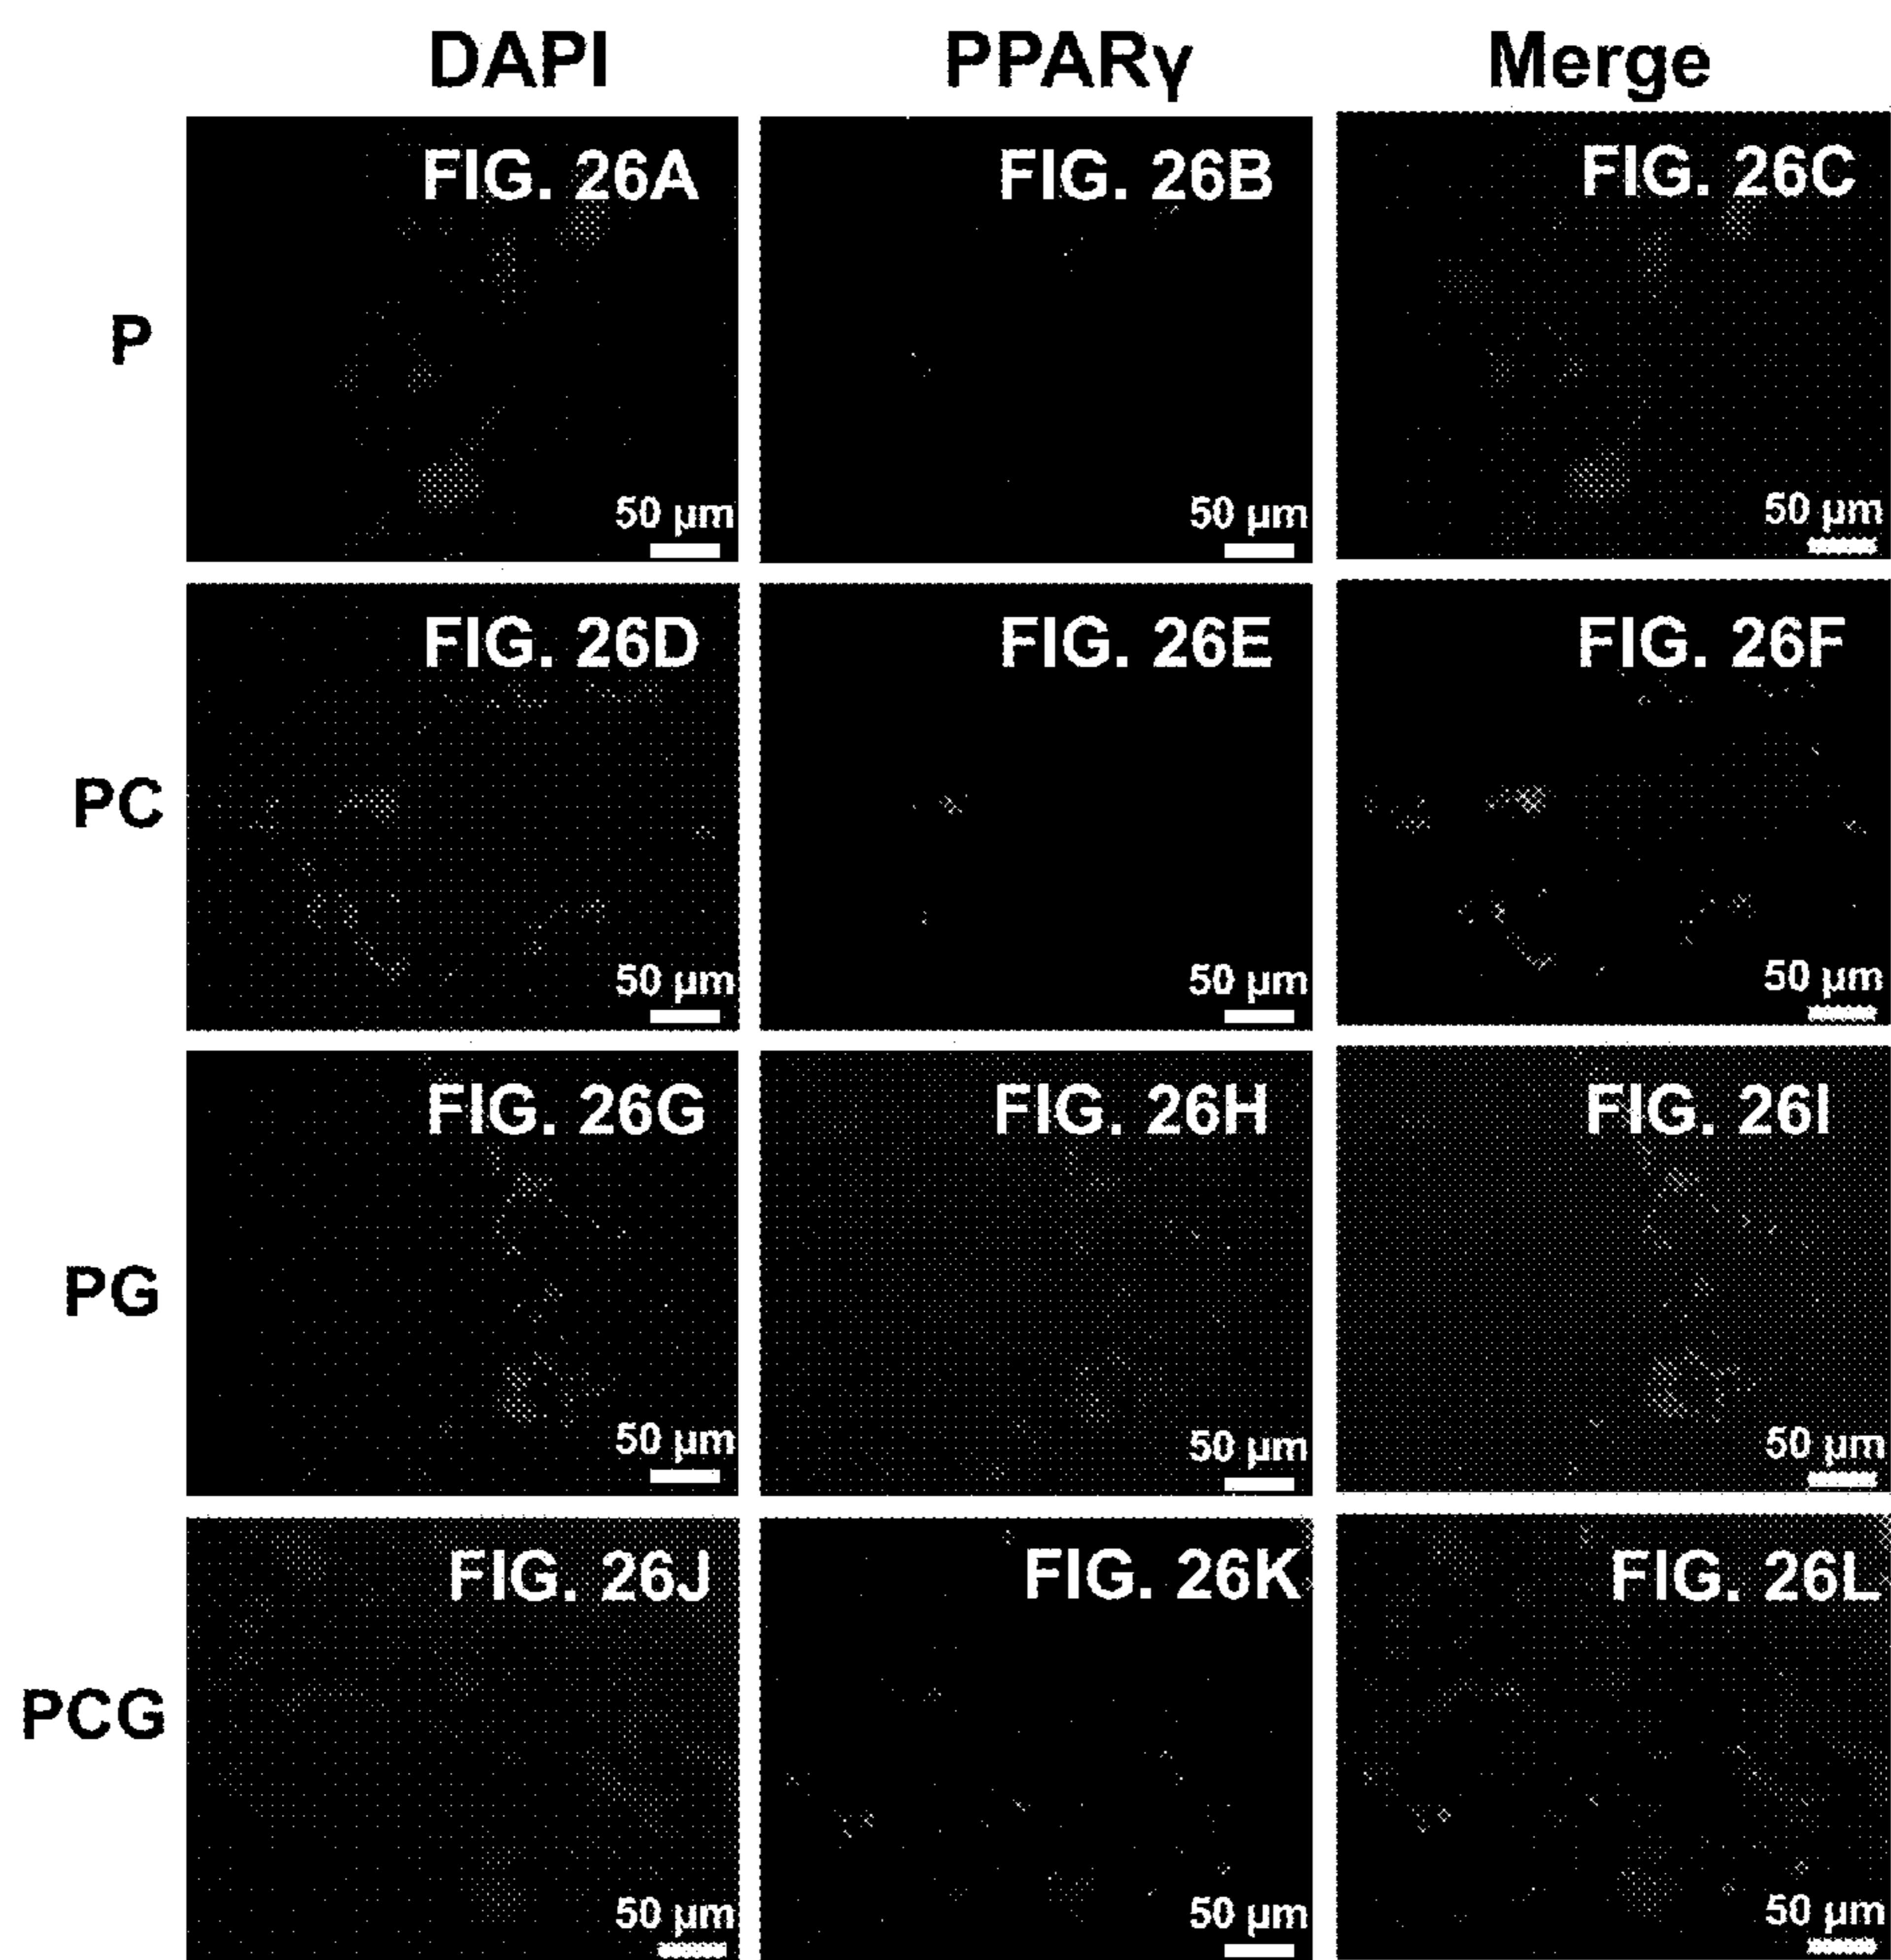 DAPI PPARγ Merge
P
FIG. 26A
50 µm
FIG. 26B
50 µm
FIG. 26C
50 µm
PC
FIG. 26D
50 µm
FIG. 26E
50 µm
FIG. 26F
50 µm
PG
FIG. 26G
50 µm
FIG. 26H
50 µm
FIG. 26I
50 µm
PCG
FIG. 26J
50 µm
FIG. 26K
50 µm
FIG. 26L
50 µm